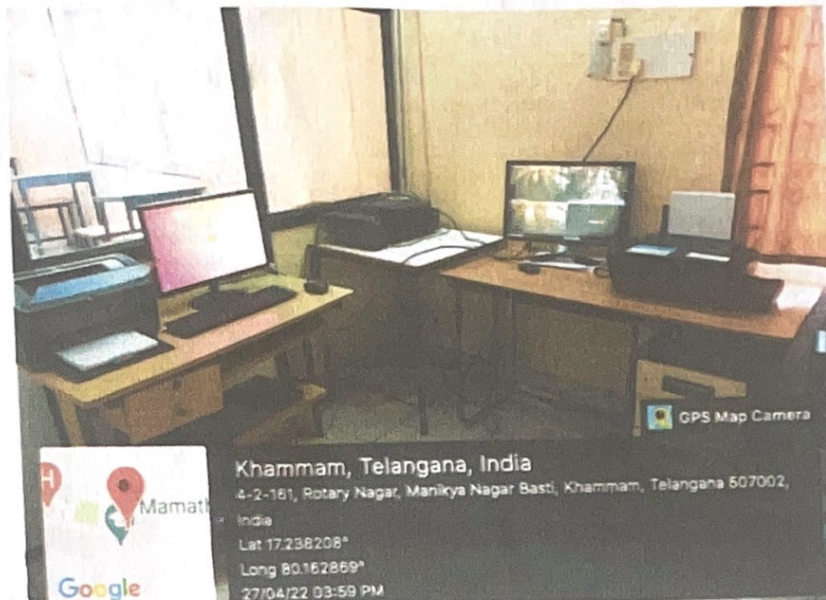 GPS Map Camera
H
Mamath
Google
Khammam, Telangana, India
4-2-161, Rotary Nagar, Manikya Nagar Basti, Khammam, Telangana 507002,
India
Lat 17.238208°
Long 80.162869°
27/04/22 03:59 PM